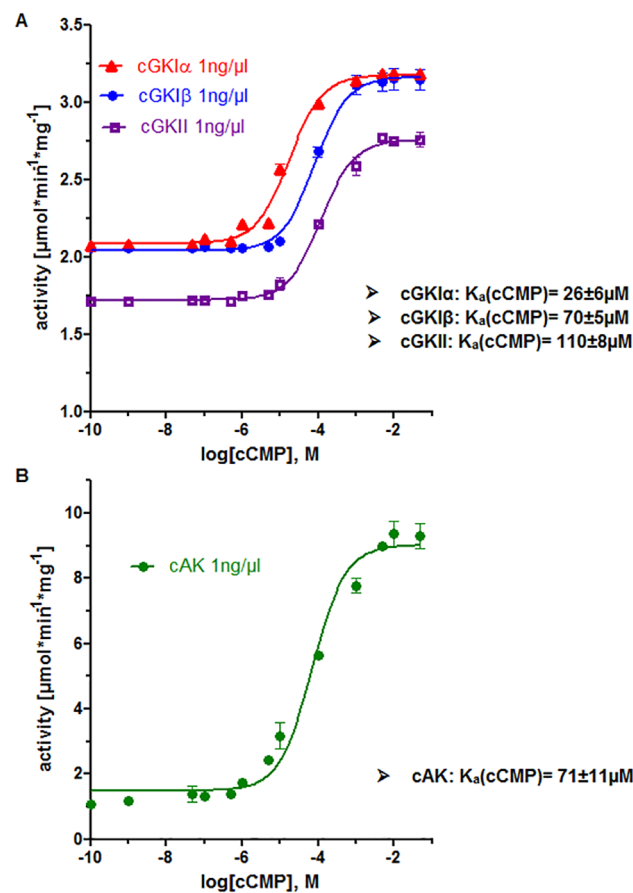 A
3.5
cGKIα 1ng/µl
cGKIβ 1ng/µl
cGKII 1ng/µl
3.0
2.5
2.0
1.5
1.0
activity [µmol*min⁻¹*mg⁻¹]
➢ cGKIα: Kₐ(cCMP)= 26±6µM
➢ cGKIβ: Kₐ(cCMP)= 70±5µM
➢ cGKII: Kₐ(cCMP)= 110±8µM
-10 -8 -6 -4 -2
log[cCMP], M
B
10
cAK 1ng/µl
8
6
4
2
0
activity [µmol*min⁻¹*mg⁻¹]
➢ cAK: Kₐ(cCMP)= 71±11µM
-10 -8 -6 -4 -2
log[cCMP], M